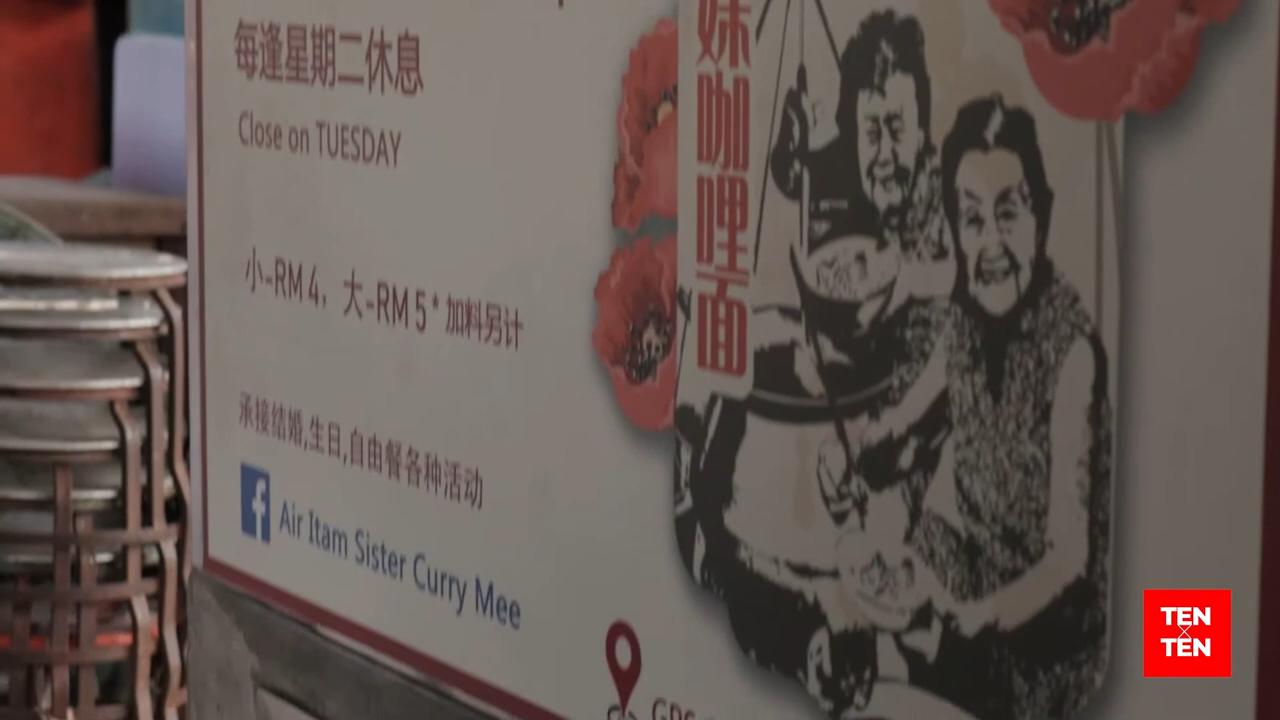 每逢星期二休息
Close on TUESDAY
小-RM 4, 大-RM 5* 加料另计
承接结婚,生日,自由餐各种活动
f Air Itam Sister Curry Mee
GPS
妹咖哩面
TEN
×
TEN